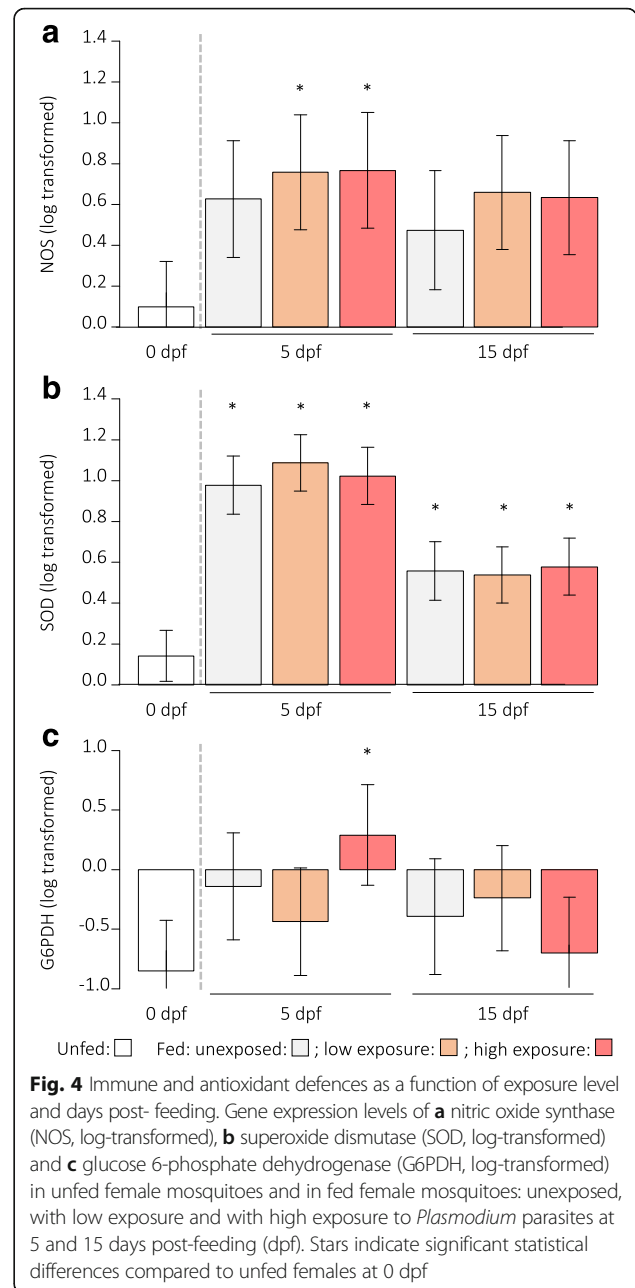 a
1.4
1.2
1.0
0.8
0.6
0.4
0.2
0.0
NOS (log transformed)
* *
0 dpf 5 dpf 15 dpf
b
1.4
1.2
1.0
0.8
0.6
0.4
0.2
0.0
SOD (log transformed)
* * *
* * *
0 dpf 5 dpf 15 dpf
c
1.0
0.5
0.0
-0.5
-1.0
G6PDH (log transformed)
*
0 dpf 5 dpf 15 dpf
Unfed: Fed: unexposed: ; low exposure: ; high exposure:
Fig. 4 Immune and antioxidant defences as a function of exposure level
and days post- feeding. Gene expression levels of a nitric oxide synthase
(NOS, log-transformed), b superoxide dismutase (SOD, log-transformed)
and c glucose 6-phosphate dehydrogenase (G6PDH, log-transformed)
in unfed female mosquitoes and in fed female mosquitoes: unexposed,
with low exposure and with high exposure to Plasmodium parasites at
5 and 15 days post-feeding (dpf). Stars indicate significant statistical
differences compared to unfed females at 0 dpf